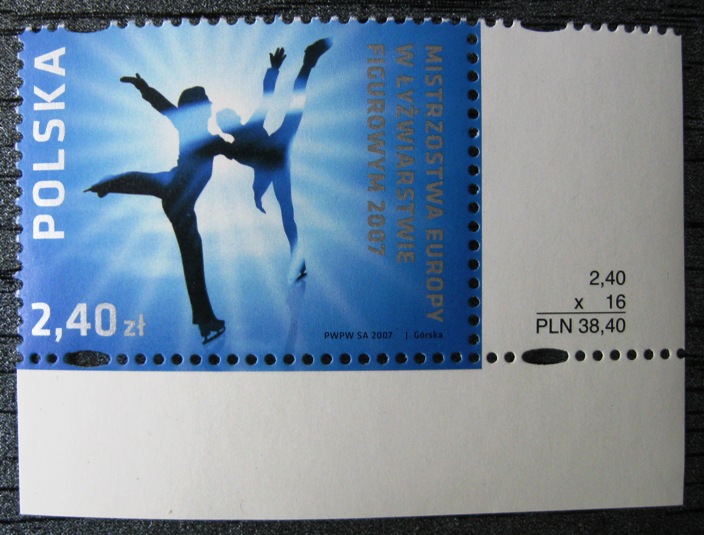 POLSKA
MISTRZOSTWA EUROPY
W ŁYŻWIARSTWIE
FIGUROWYM 2007
2,40 zł
PWPW SA 2007 J. Górska
2,40
x 16
PLN 38,40